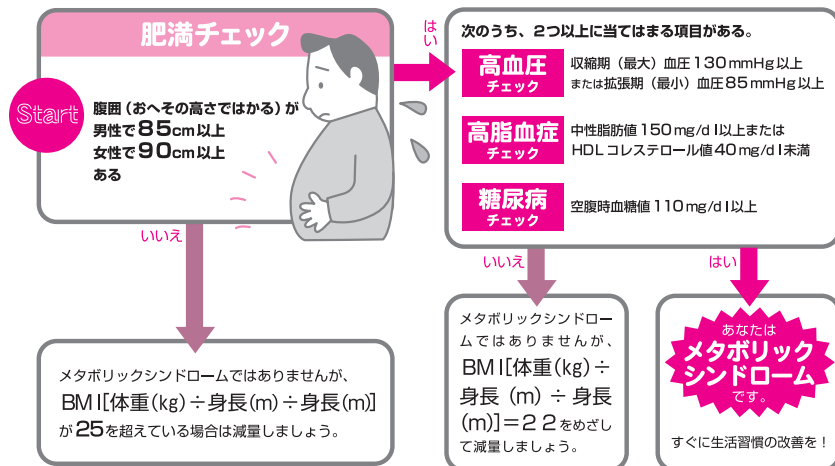 肥満チェック
Start
腹囲(おへその高さではかる)が
男性で85cm以上
女性で90cm以上
ある
はい
次のうち、2つ以上に当てはまる項目がある。
高血圧
チェック
収縮期(最大)血圧130mmHg以上
または拡張期(最小)血圧85mmHg以上
高脂血症
チェック
中性脂肪値150mg/dl以上または
HDLコレステロール値40mg/dl未満
糖尿病
チェック
空腹時血糖値110mg/dl以上
いいえ
メタボリックシンドロームではありませんが、
BMI[体重(kg)÷身長(m)÷身長(m)]
が25を超えている場合は減量しましょう。
いいえ
メタボリックシンドロー
ムではありませんが、
BMI[体重(kg)÷
身長(m)÷身長
(m)]=22をめざし
て減量しましょう。
はい
あなたは
メタボリック
シンドローム
です。
すぐに生活習慣の改善を!